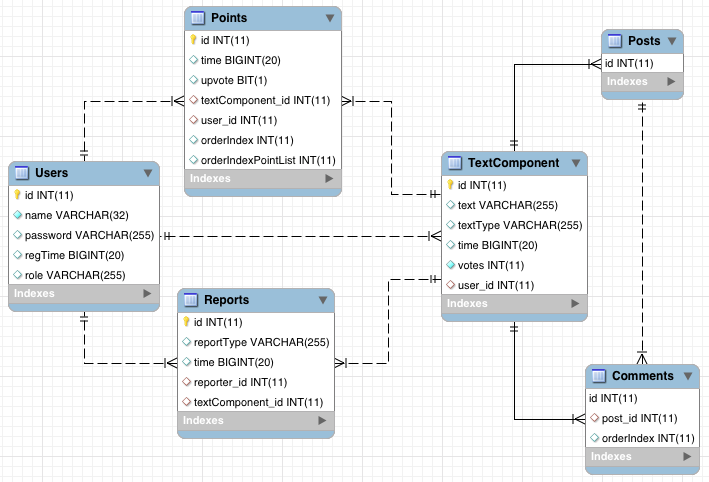 Points
id INT(11)
time BIGINT(20)
upvote BIT(1)
textComponent_id INT(11)
user_id INT(11)
orderIndex INT(11)
orderIndexPointList INT(11)
Indexes
Posts
id INT(11)
Indexes
Users
id INT(11)
name VARCHAR(32)
password VARCHAR(255)
regTime BIGINT(20)
role VARCHAR(255)
Indexes
TextComponent
id INT(11)
text VARCHAR(255)
textType VARCHAR(255)
time BIGINT(20)
votes INT(11)
user_id INT(11)
Indexes
Reports
id INT(11)
reportType VARCHAR(255)
time BIGINT(20)
reporter_id INT(11)
textComponent_id INT(11)
Indexes
Comments
id INT(11)
post_id INT(11)
orderIndex INT(11)
Indexes